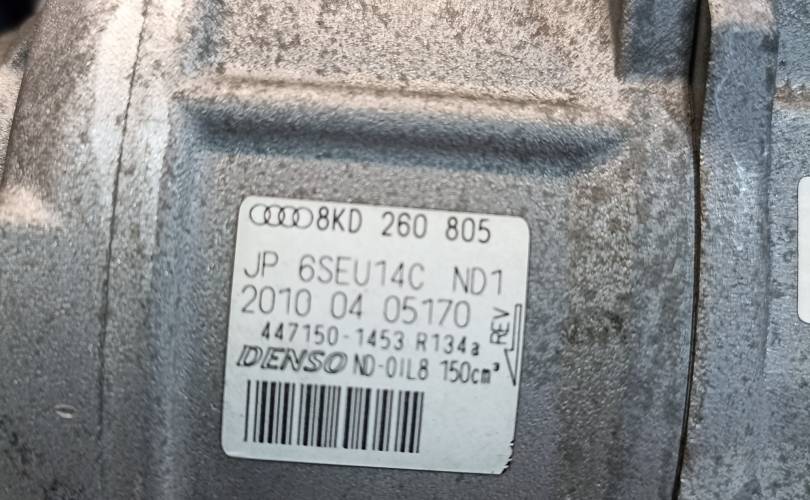 8KD 260 805
JP 6SEU14C ND1
2010 04 05170
447150-1453 R134a
REV
DENSO ND-OIL8 150cm³